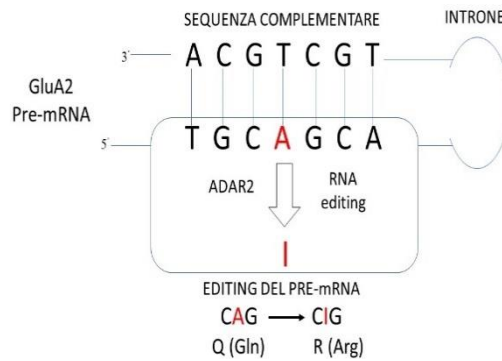 SEQUENZA COMPLEMENTARE
INTRONE
3´ A C G T C G T
GluA2
Pre-mRNA
5´ T G C A G C A
ADAR2
RNA
editing
I
EDITING DEL PRE-mRNA
CAG CIG
Q (Gln) R (Arg)